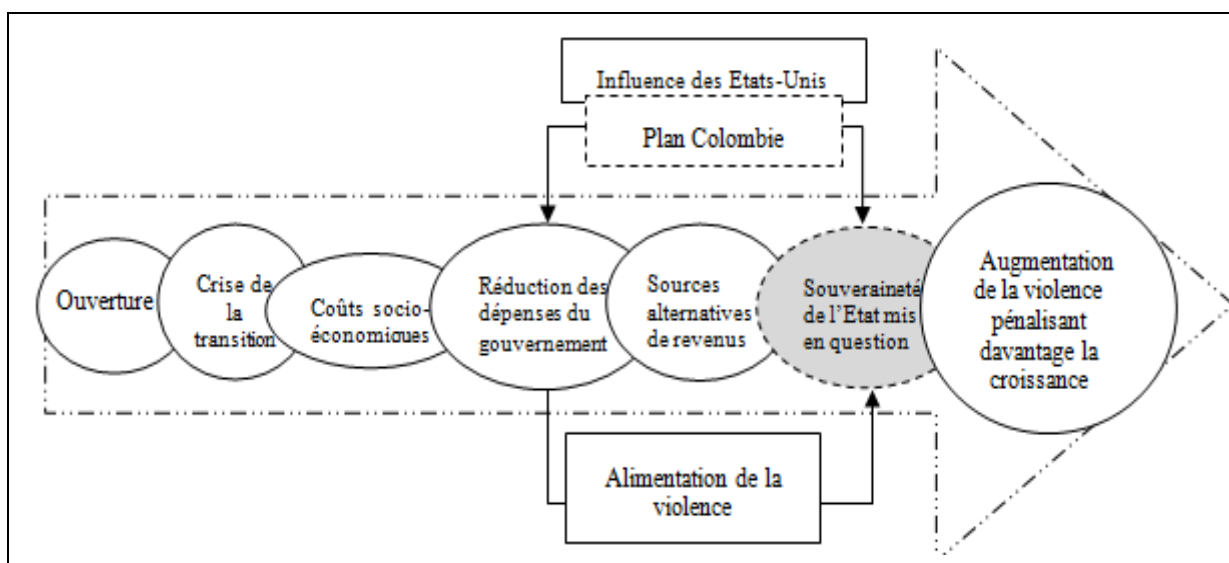 Influence des Etats-Unis
Plan Colombie
Ouverture
Crise de
la
transition
Coûts socio-
économiques
Réduction des
dépenses du
gouvernement
Sources
alternatives
de revenus
Souveraineté
de l'Etat mis
en question
Augmentation
de la violence
pénalisant
davantage la
croissance
Alimentation de la
violence